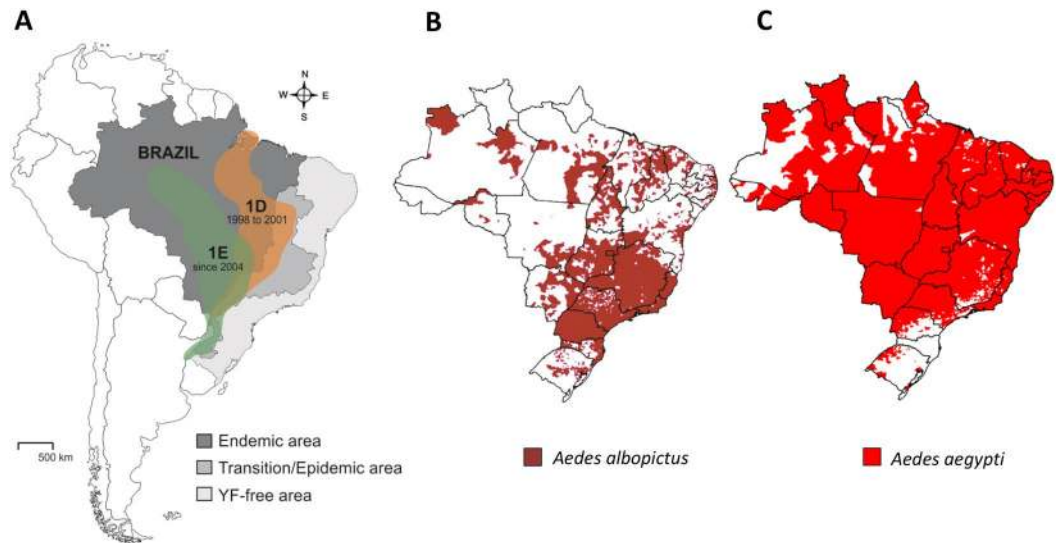 A
B
C
N
W
E
S
BRAZIL
1D
1998 to 2001
1E
since 2004
500 km
Endemic area
Transition/Epidemic area
YF-free area
Aedes albopictus
Aedes aegypti